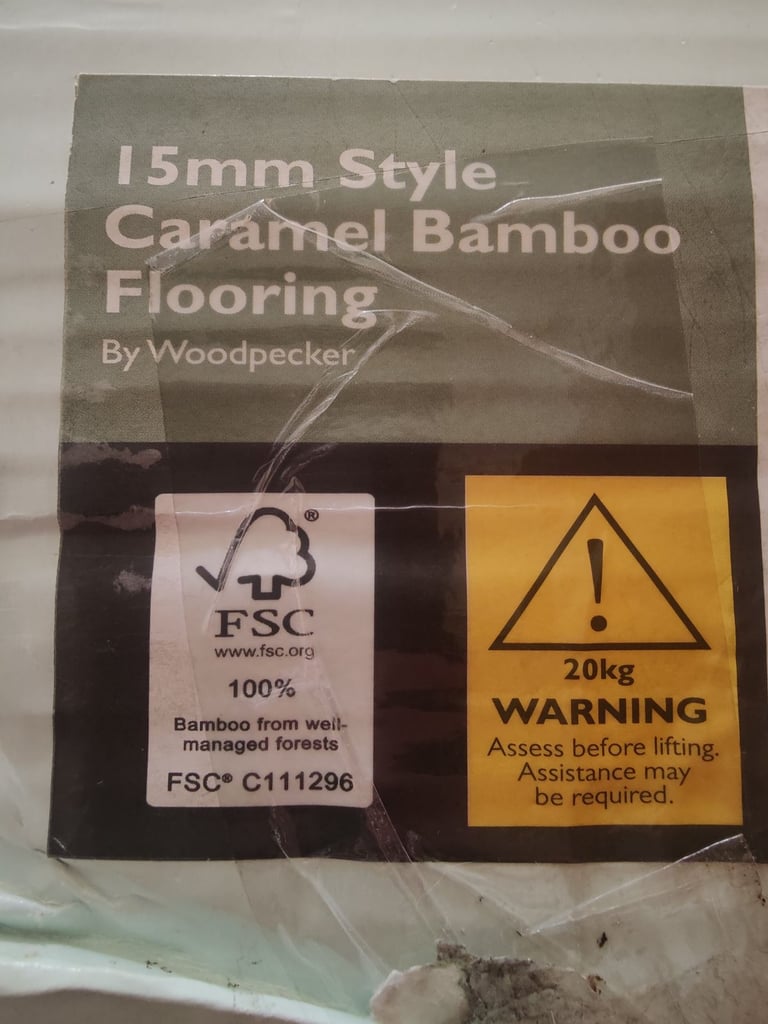 15mm Style
Caramel Bamboo
Flooring
By Woodpecker
®
FSC
www.fsc.org
100%
Bamboo from well-
managed forests
FSC® C111296
!
20kg
WARNING
Assess before lifting.
Assistance may
be required.